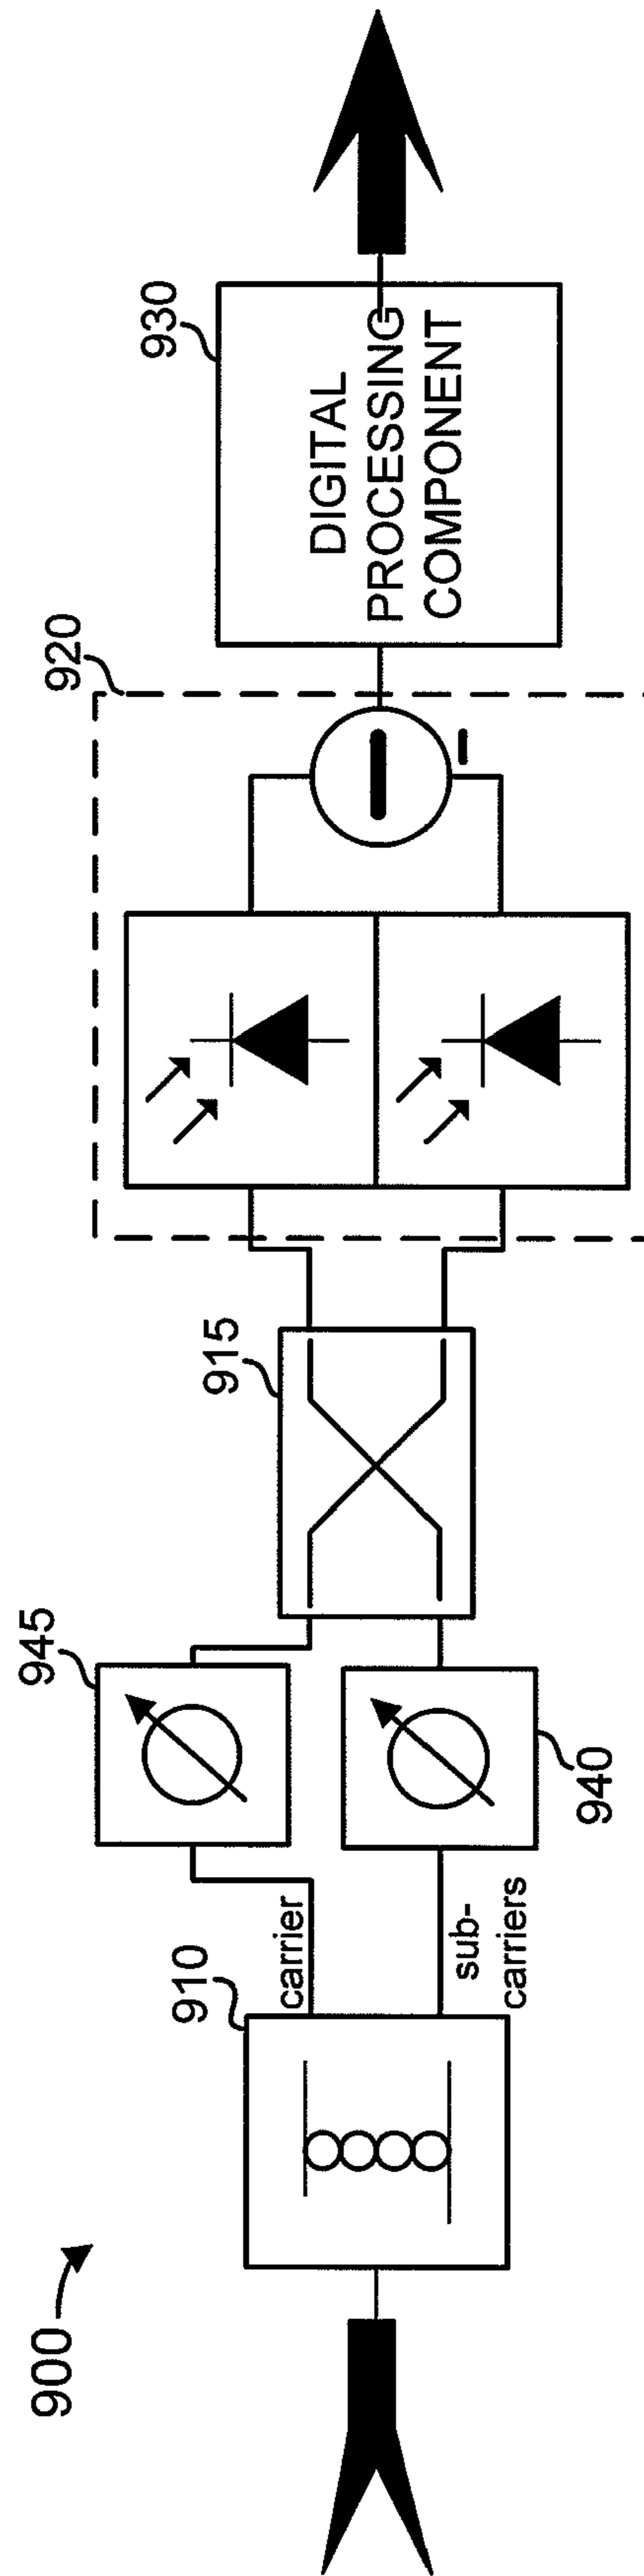 900
910
carrier
sub-
carriers
945
940
915
920
930
DIGITAL
PROCESSING
COMPONENT